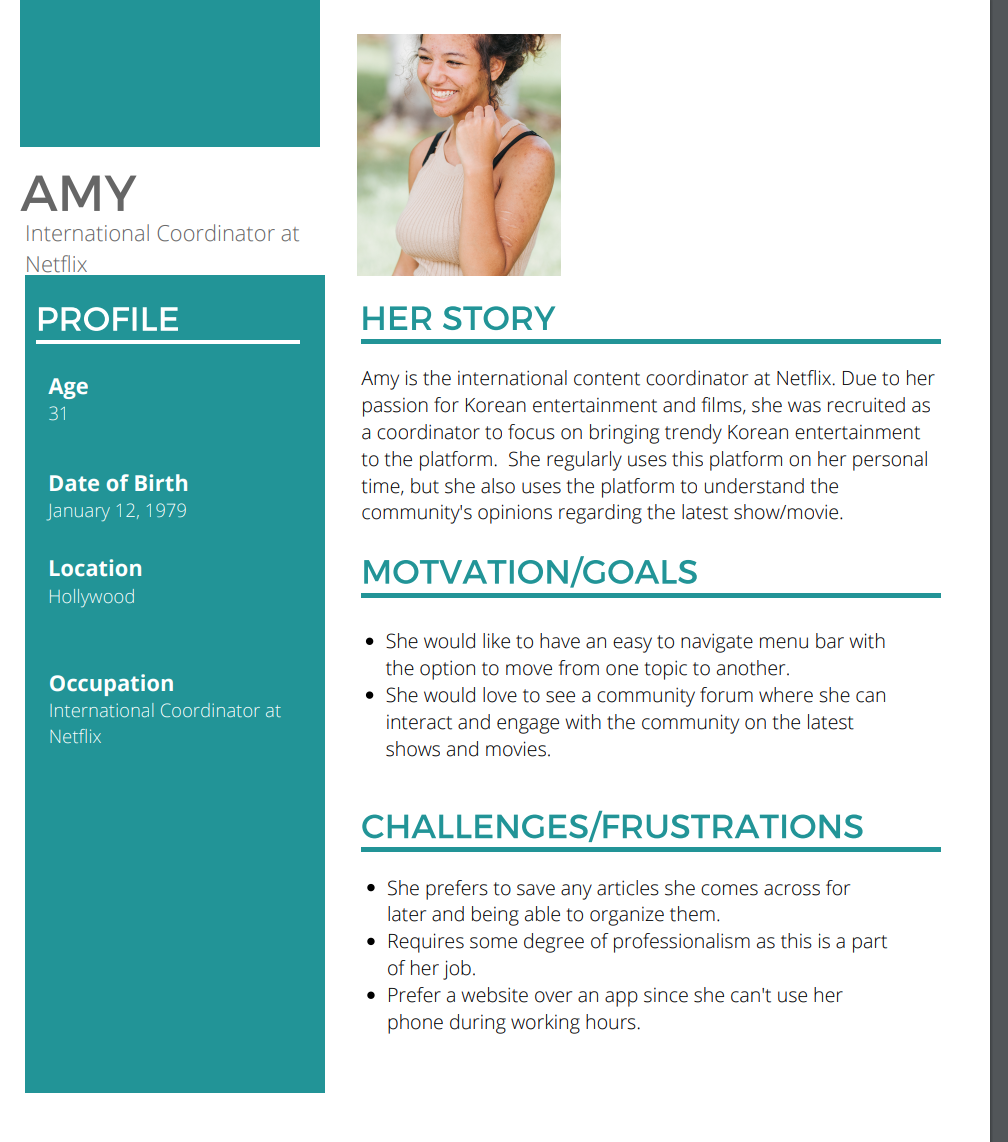 AMY
International Coordinator at
Netflix
PROFILE
Age
31
Date of Birth
January 12, 1979
Location
Hollywood
Occupation
International Coordinator at
Netflix
HER STORY
Amy is the international content coordinator at Netflix. Due to her
passion for Korean entertainment and films, she was recruited as
a coordinator to focus on bringing trendy Korean entertainment
to the platform.  She regularly uses this platform on her personal
time, but she also uses the platform to understand the
community's opinions regarding the latest show/movie.
MOTVATION/GOALS
• She would like to have an easy to navigate menu bar with
the option to move from one topic to another.
• She would love to see a community forum where she can
interact and engage with the community on the latest
shows and movies.
CHALLENGES/FRUSTRATIONS
• She prefers to save any articles she comes across for
later and being able to organize them.
• Requires some degree of professionalism as this is a part
of her job.
• Prefer a website over an app since she can't use her
phone during working hours.